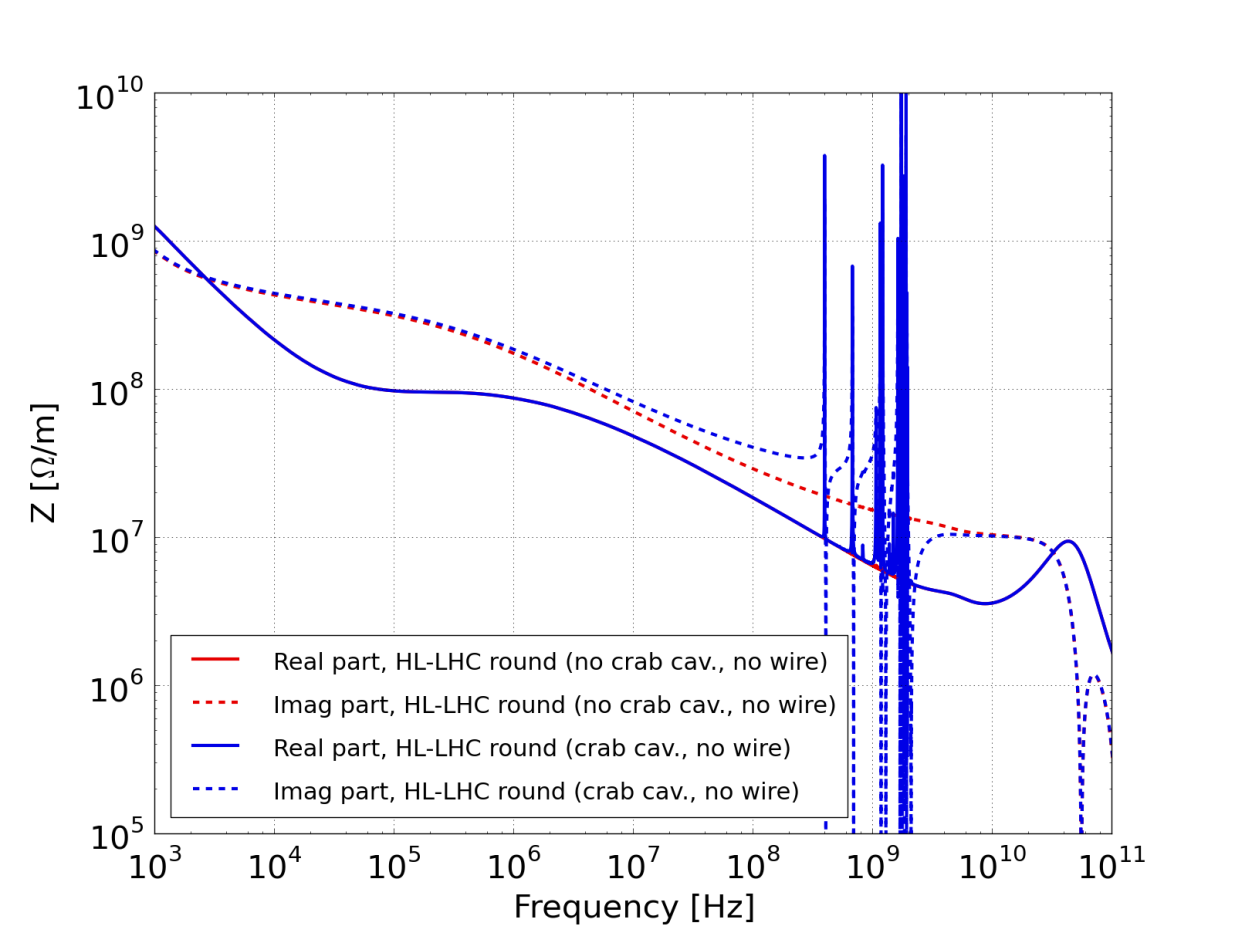 10^10
10^9
10^8
10^7
10^6
10^5
Z [Ω/m]
Real part, HL-LHC round (no crab cav., no wire)
Imag part, HL-LHC round (no crab cav., no wire)
Real part, HL-LHC round (crab cav., no wire)
Imag part, HL-LHC round (crab cav., no wire)
10^3 10^4 10^5 10^6 10^7 10^8 10^9 10^10 10^11
Frequency [Hz]